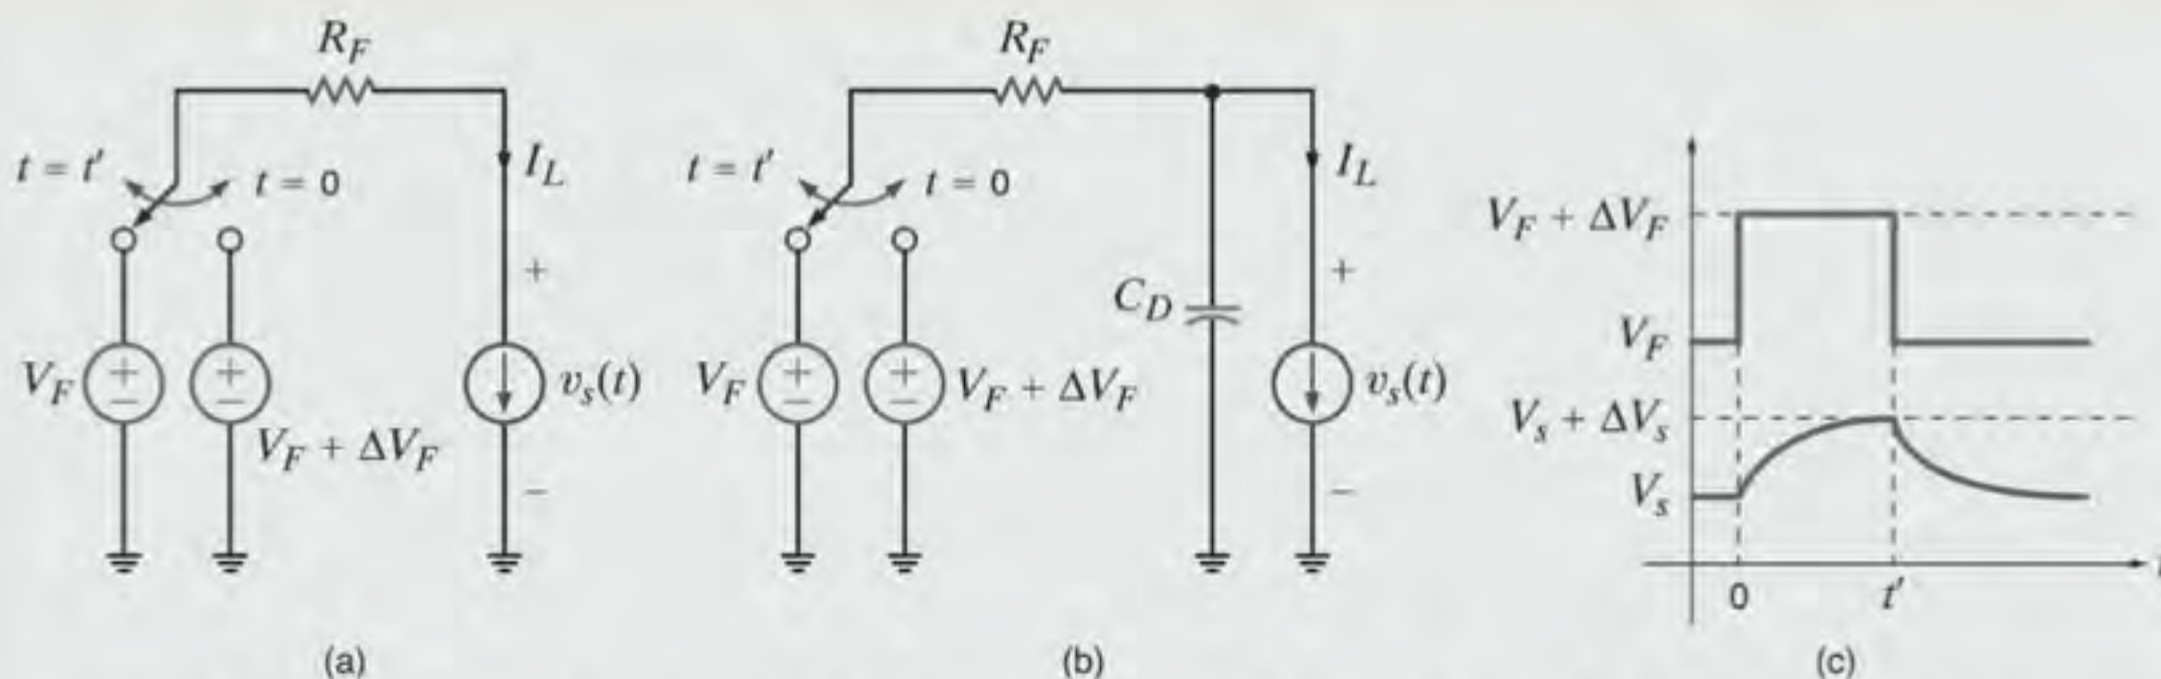 R_F
t = t'
t = 0
I_L
+
V_F
+
−
+
−
V_F + ΔV_F
v_s(t)
−
(a)
R_F
t = t'
t = 0
I_L
+
C_D
V_F
+
−
+
−
V_F + ΔV_F
v_s(t)
−
(b)
V_F + ΔV_F
V_F
V_s + ΔV_s
V_s
0
t'
t
(c)